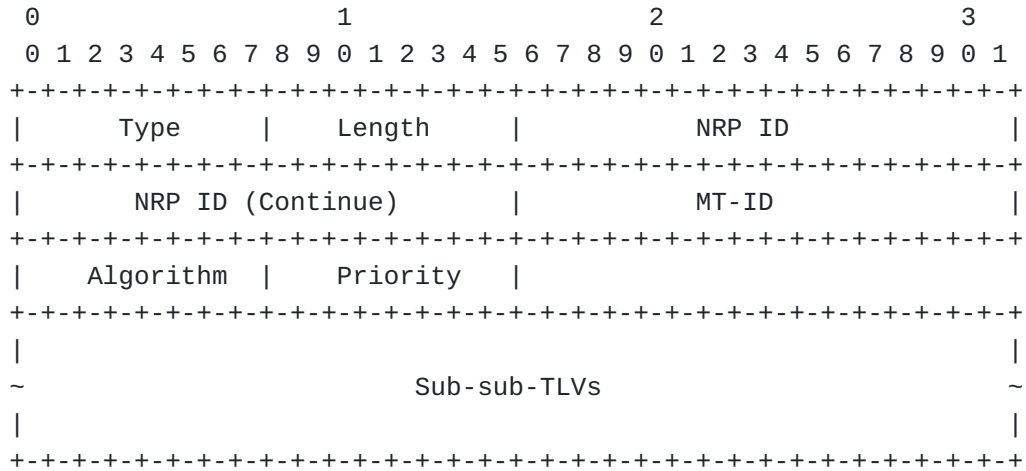 0                   1                   2                   3
 0 1 2 3 4 5 6 7 8 9 0 1 2 3 4 5 6 7 8 9 0 1 2 3 4 5 6 7 8 9 0 1
+-+-+-+-+-+-+-+-+-+-+-+-+-+-+-+-+-+-+-+-+-+-+-+-+-+-+-+-+-+-+-+-+
|      Type     |    Length     |           NRP ID              |
+-+-+-+-+-+-+-+-+-+-+-+-+-+-+-+-+-+-+-+-+-+-+-+-+-+-+-+-+-+-+-+-+
|       NRP ID (Continue)       |           MT-ID               |
+-+-+-+-+-+-+-+-+-+-+-+-+-+-+-+-+-+-+-+-+-+-+-+-+-+-+-+-+-+-+-+-+
|    Algorithm  |    Priority   |
+-+-+-+-+-+-+-+-+-+-+-+-+-+-+-+-+-+-+-+-+-+-+-+-+-+-+-+-+-+-+-+-+
|                                                               |
~                         Sub-sub-TLVs                          ~
|                                                               |
+-+-+-+-+-+-+-+-+-+-+-+-+-+-+-+-+-+-+-+-+-+-+-+-+-+-+-+-+-+-+-+-+